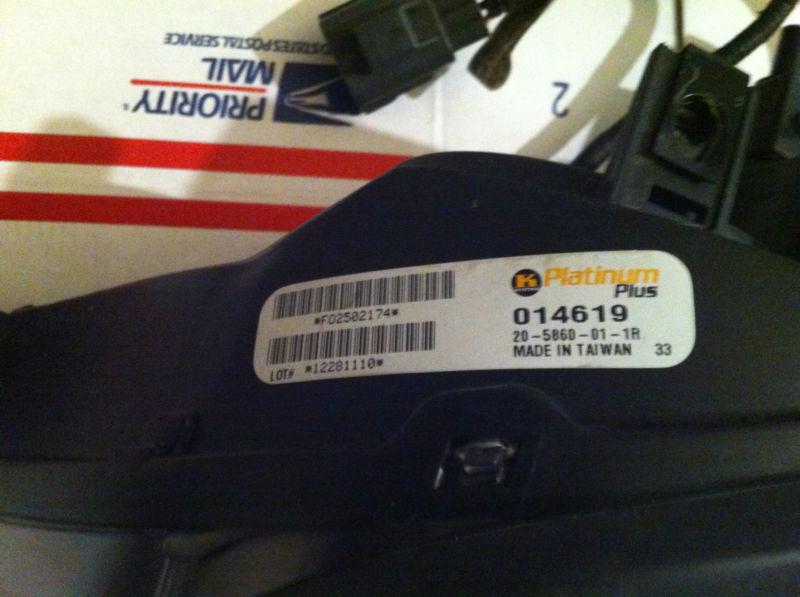 UNITED STATES POSTAL SERVICE
PRIORITY
MAIL
2
K Platinum
Plus
014619
20-5860-01-1R
MADE IN TAIWAN 33
*FO2502174*
LOT# *12281110*